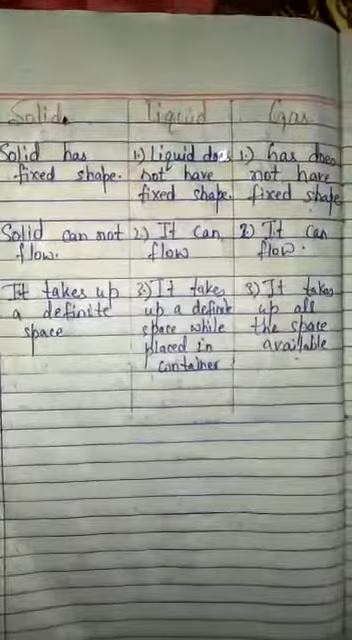 Solid Liquid Gas
Solid has
fixed shape.
1.) Liquid does
not have
fixed shape.
1.) Gas does
not have
fixed shape
Solid can not
flow.
2.) It can
flow
2) It can
flow.
It takes up
a definite
space
3.) It takes
up a definite
space while
placed in
container
3) It takes
up all
the space
available